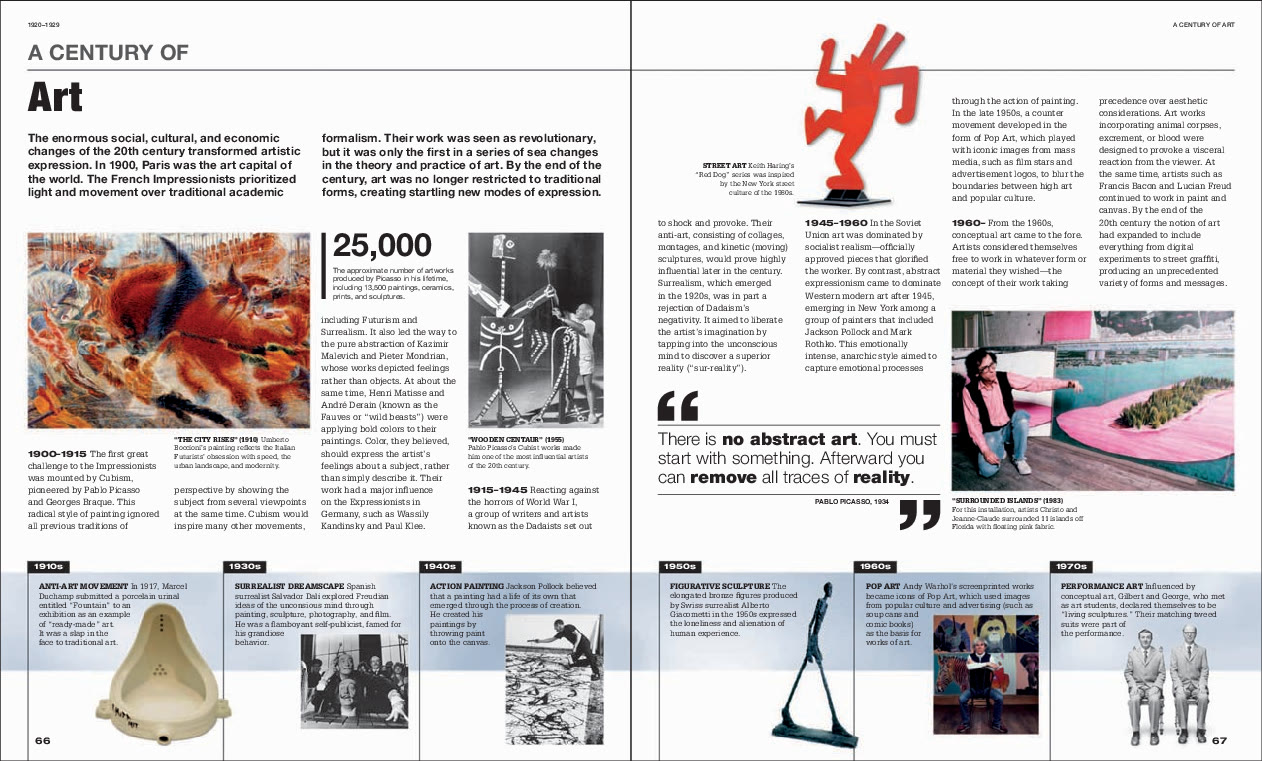 1920–1929
A CENTURY OF
Art
The enormous social, cultural, and economic
changes of the 20th century transformed artistic
expression. In 1900, Paris was the art capital of
the world. The French Impressionists prioritized
light and movement over traditional academic
formalism. Their work was seen as revolutionary,
but it was only the first in a series of sea changes
in the theory and practice of art. By the end of the
century, art was no longer restricted to traditional
forms, creating startling new modes of expression.
"THE CITY RISES" (1910) Umberto
Boccioni's painting reflects the Italian
Futurists' obsession with speed, the
urban landscape, and modernity.
1900-1915 The first great
challenge to the Impressionists
was mounted by Cubism,
pioneered by Pablo Picasso
and Georges Braque. This
radical style of painting ignored
all previous traditions of
perspective by showing the
subject from several viewpoints
at the same time. Cubism would
inspire many other movements,
25,000
The approximate number of artworks
produced by Picasso in his lifetime,
including 13,500 paintings, ceramics,
prints, and sculptures.
including Futurism and
Surrealism. It also led the way to
the pure abstraction of Kazimir
Malevich and Pieter Mondrian,
whose works depicted feelings
rather than objects. At about the
same time, Henri Matisse and
André Derain (known as the
Fauves or "wild beasts") were
applying bold colors to their
paintings. Color, they believed,
should express the artist's
feelings about a subject, rather
than simply describe it. Their
work had a major influence
on the Expressionists in
Germany, such as Wassily
Kandinsky and Paul Klee.
"WOODEN CENTAUR" (1955)
Pablo Picasso's Cubist works made
him one of the most influential artists
of the 20th century.
1915–1945 Reacting against
the horrors of World War I,
a group of writers and artists
known as the Dadaists set out
1910s
ANTI-ART MOVEMENT In 1917, Marcel
Duchamp submitted a porcelain urinal
entitled "Fountain" to an
exhibition as an example
of "ready-made" art
It was a slap in the
face to traditional art.
1930s
SURREALIST DREAMSCAPE Spanish
surrealist Salvador Dalí explored Freudian
ideas of the unconscious mind through
painting, sculpture, photography, and film.
He was a flamboyant self-publicist, famed for
his grandiose
behavior.
1940s
ACTION PAINTING Jackson Pollock believed
that a painting had a life of its own that
emerged through the process of creation.
He created his
paintings by
throwing paint
onto the canvas.
66
A CENTURY OF ART
STREET ART Keith Haring's
"Red Dog" series was inspired
by the New York street
culture of the 1980s.
to shock and provoke. Their
anti-art, consisting of collages,
montages, and kinetic (moving)
sculptures, would prove highly
influential later in the century.
Surrealism, which emerged
in the 1920s, was in part a
rejection of Dadaism's
negativity. It aimed to liberate
the artist's imagination by
tapping into the unconscious
mind to discover a superior
reality ("sur-reality").
1945–1960 In the Soviet
Union art was dominated by
socialist realism—officially
approved pieces that glorified
the worker. By contrast, abstract
expressionism came to dominate
Western modern art after 1945,
emerging in New York among a
group of painters that included
Jackson Pollock and Mark
Rothko. This emotionally
intense, anarchic style aimed to
capture emotional processes
through the action of painting.
In the late 1950s, a counter
movement developed in the
form of Pop Art, which played
with iconic images from mass
media, such as film stars and
advertisement logos, to blur the
boundaries between high art
and popular culture.
1960– From the 1960s,
conceptual art came to the fore.
Artists considered themselves
free to work in whatever form or
material they wished—the
concept of their work taking
precedence over aesthetic
considerations. Art works
incorporating animal corpses,
excrement, or blood were
designed to provoke a visceral
reaction from the viewer. At
the same time, artists such as
Francis Bacon and Lucian Freud
continued to work in paint and
canvas. By the end of the
20th century the notion of art
had expanded to include
everything from digital
experiments to street graffiti,
producing an unprecedented
variety of forms and messages.
“
There is no abstract art. You must
start with something. Afterward you
can remove all traces of reality.
PABLO PICASSO, 1934
”
"SURROUNDED ISLANDS" (1983)
For this installation, artists Christo and
Jeanne-Claude surrounded 11 islands off
Florida with floating pink fabric.
1950s
FIGURATIVE SCULPTURE The
elongated bronze figures produced
by Swiss surrealist Alberto
Giacometti in the 1950s expressed
the loneliness and alienation of
human experience.
1960s
POP ART Andy Warhol's screenprinted works
became icons of Pop Art, which used images
from popular culture and advertising (such as
soup cans and
comic books)
as the basis for
works of art.
1970s
PERFORMANCE ART Influenced by
conceptual art, Gilbert and George, who met
as art students, declared themselves to be
"living sculptures." Their matching tweed
suits were part of
the performance.
67